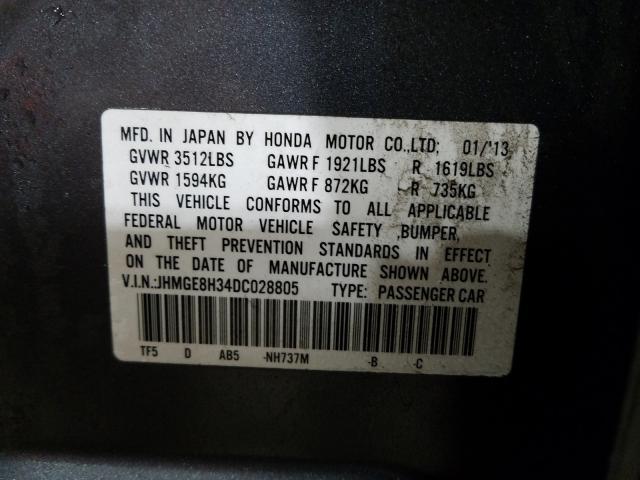 MFD. IN JAPAN BY HONDA MOTOR CO.,LTD; 01/'13
GVWR 3512LBS GAWR F 1921LBS R 1619LBS
GVWR 1594KG GAWR F 872KG R 735KG
THIS VEHICLE CONFORMS TO ALL APPLICABLE
FEDERAL MOTOR VEHICLE SAFETY ,BUMPER,
AND THEFT PREVENTION STANDARDS IN EFFECT
ON THE DATE OF MANUFACTURE SHOWN ABOVE.
V.I.N.:JHMGE8H34DC028805 TYPE: PASSENGER CAR
TF5 D AB5 -NH737M -B -C